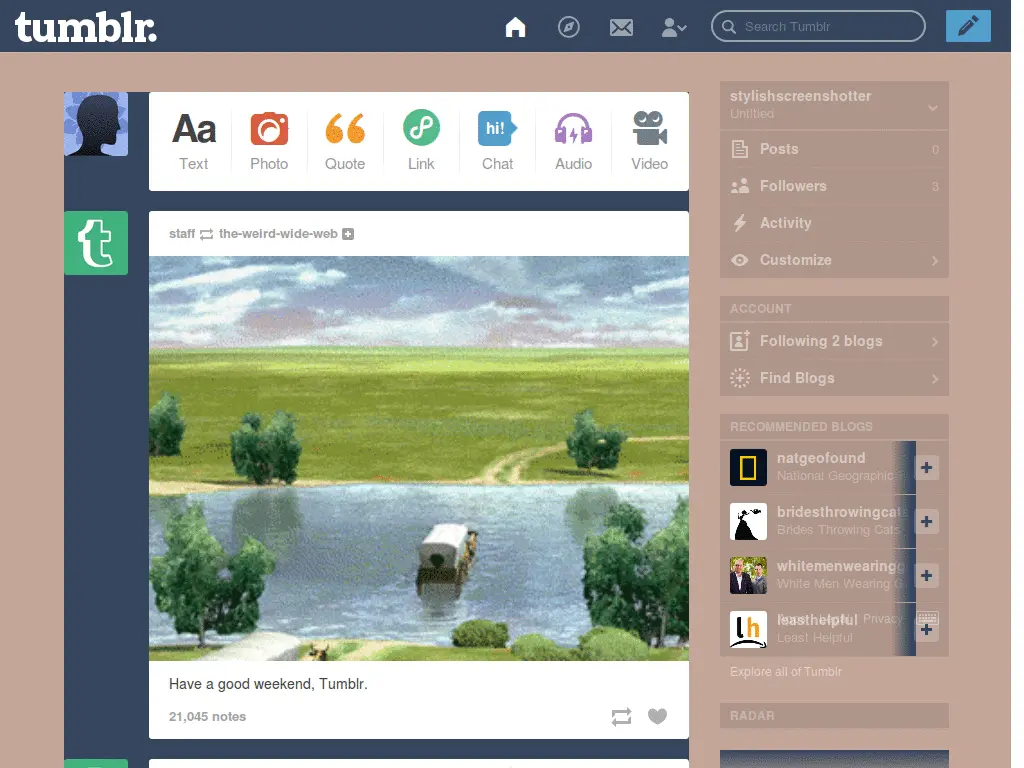 tumblr.
Search Tumblr
Aa
Text
Photo
Quote
Link
hi!
Chat
Audio
Video
staff the-weird-wide-web
Have a good weekend, Tumblr.
21,045 notes
stylishscreenshotter
Untitled
Posts 0
Followers 3
Activity
Customize
ACCOUNT
Following 2 blogs
Find Blogs
RECOMMENDED BLOGS
natgeofound
National Geographic
bridesthrowingcats
Brides Throwing Cats
whitemenwearingg
White Men Wearing G
leasthelpful
Privacy
lh
Least Helpful
Explore all of Tumblr
RADAR